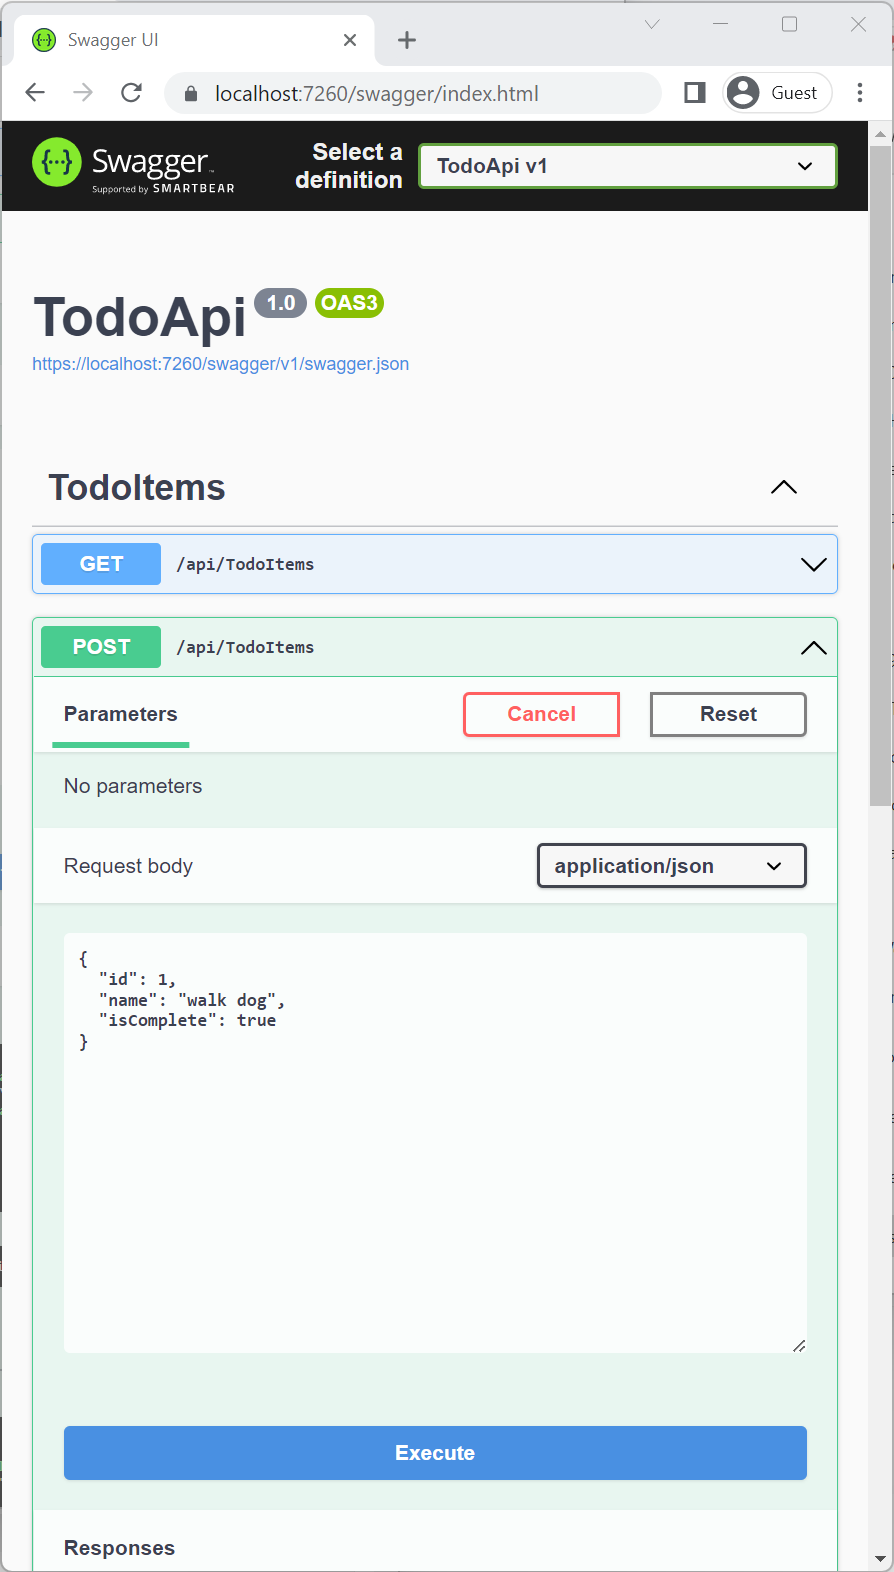 Swagger UI
localhost:7260/swagger/index.html
Guest
Swagger
Supported by SMARTBEAR
Select a
definition
TodoApi v1
TodoApi 1.0 OAS3
https://localhost:7260/swagger/v1/swagger.json
TodoItems
GET /api/TodoItems
POST /api/TodoItems
Parameters
Cancel
Reset
No parameters
Request body
application/json
{
  "id": 1,
  "name": "walk dog",
  "isComplete": true
}
Execute
Responses